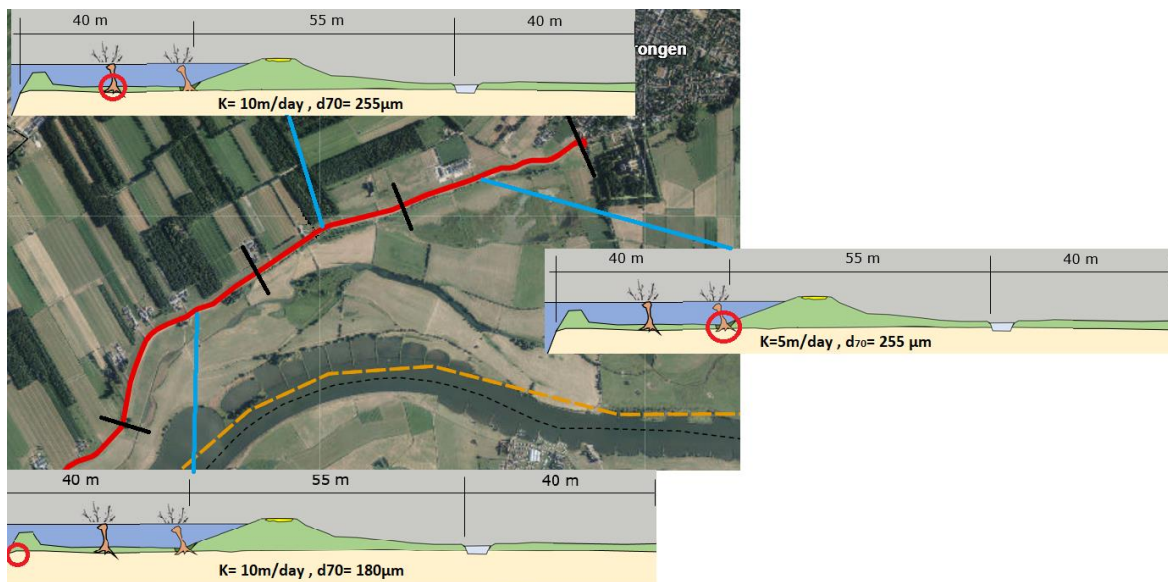 40 m 55 m 40 m
rongen
K= 10m/day , d70= 255µm
40 m 55 m 40 m
K=5m/day , d70= 255 µm
40 m 55 m 40 m
K= 10m/day , d70= 180µm